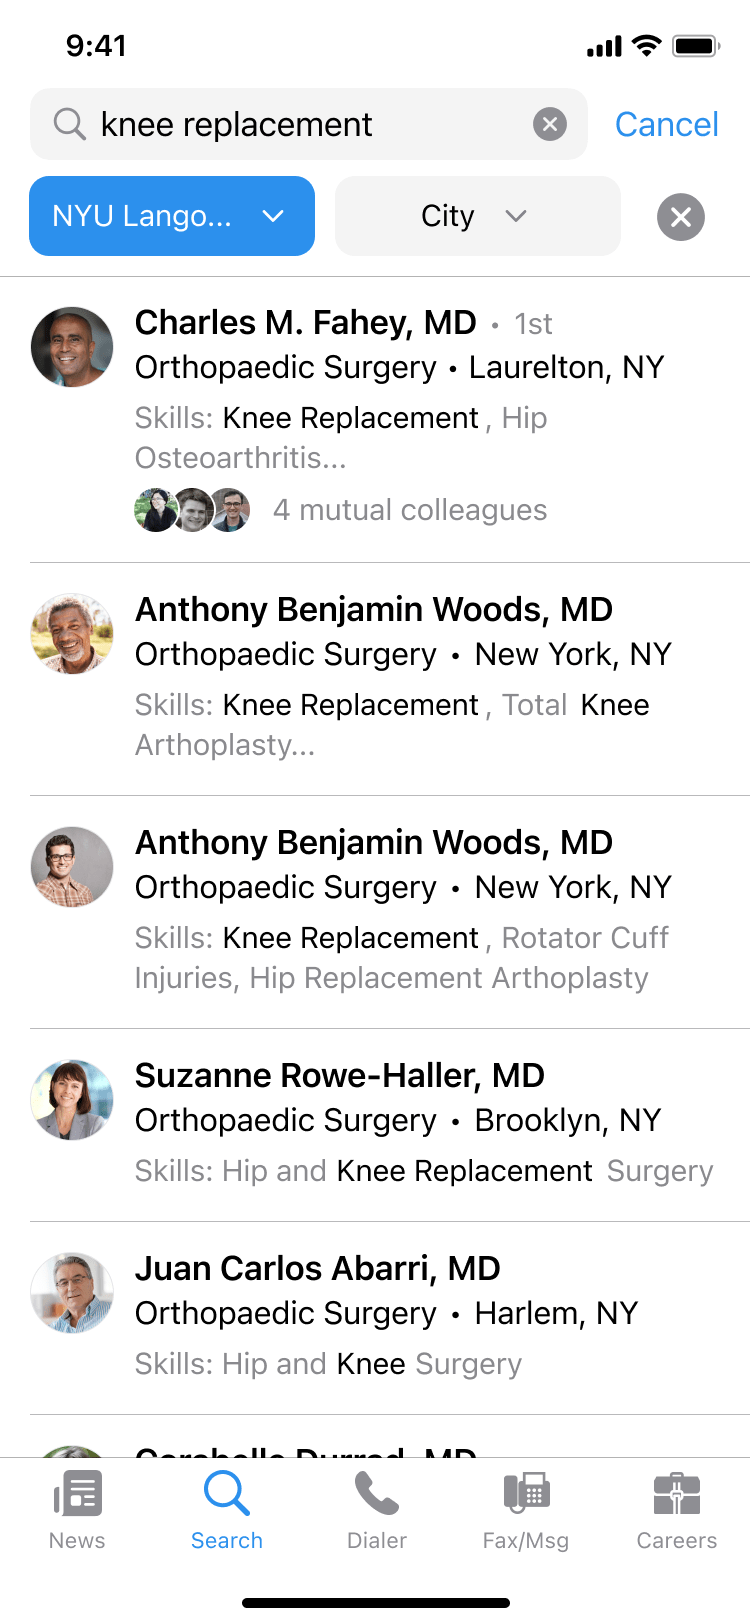 9:41
knee replacement
Cancel
NYU Lango...
City
Charles M. Fahey, MD • 1st
Orthopaedic Surgery • Laurelton, NY
Skills: Knee Replacement , Hip
Osteoarthritis...
4 mutual colleagues
Anthony Benjamin Woods, MD
Orthopaedic Surgery • New York, NY
Skills: Knee Replacement , Total Knee
Arthoplasty...
Anthony Benjamin Woods, MD
Orthopaedic Surgery • New York, NY
Skills: Knee Replacement , Rotator Cuff
Injuries, Hip Replacement Arthoplasty
Suzanne Rowe-Haller, MD
Orthopaedic Surgery • Brooklyn, NY
Skills: Hip and Knee Replacement Surgery
Juan Carlos Abarri, MD
Orthopaedic Surgery • Harlem, NY
Skills: Hip and Knee Surgery
MD
News
Search
Dialer
Fax/Msg
Careers